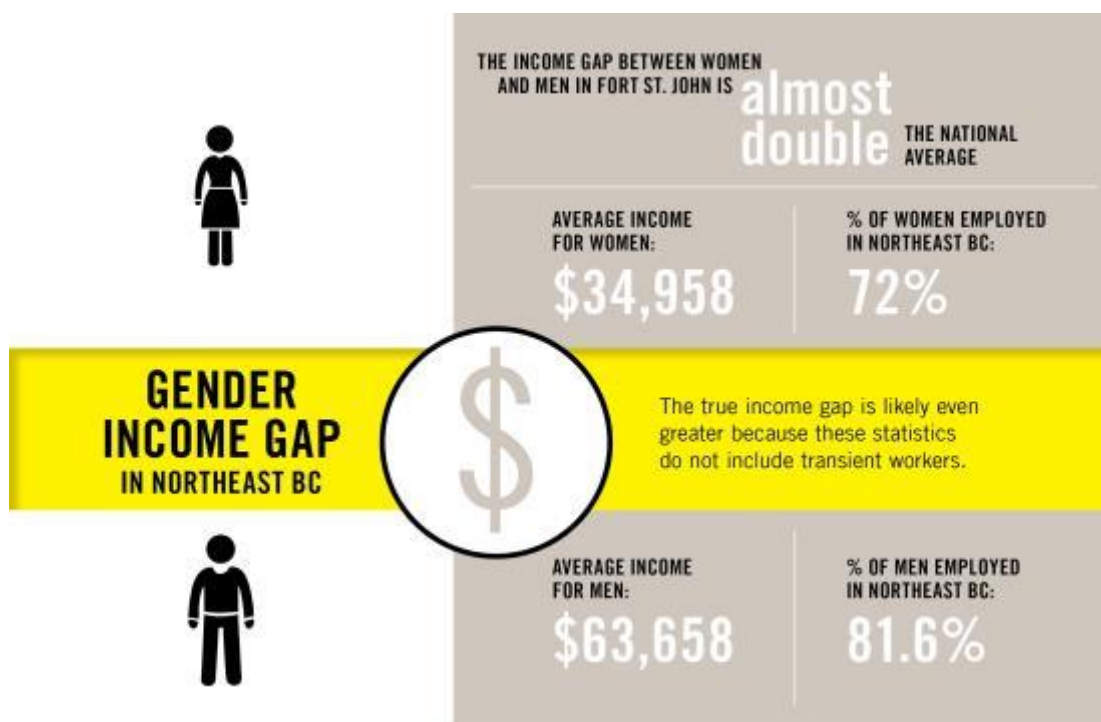 THE INCOME GAP BETWEEN WOMEN
AND MEN IN FORT ST. JOHN IS
almost
double
THE NATIONAL
AVERAGE
AVERAGE INCOME
FOR WOMEN:
$34,958
% OF WOMEN EMPLOYED
IN NORTHEAST BC:
72%
GENDER
INCOME GAP
IN NORTHEAST BC
$
The true income gap is likely even
greater because these statistics
do not include transient workers.
AVERAGE INCOME
FOR MEN:
$63,658
% OF MEN EMPLOYED
IN NORTHEAST BC:
81.6%